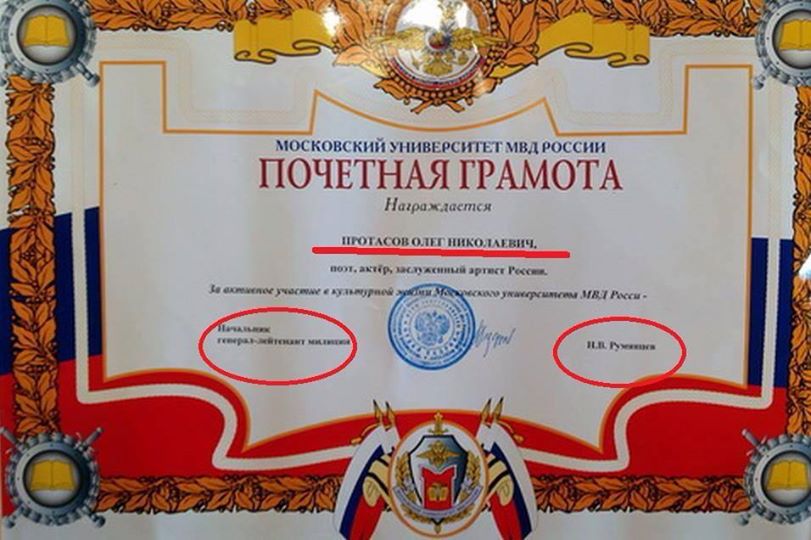 МОСКОВСКИЙ УНИВЕРСИТЕТ МВД РОССИИ
ПОЧЕТНАЯ ГРАМОТА
Награждается
ПРОТАСОВ ОЛЕГ НИКОЛАЕВИЧ,
поэт, актёр, заслуженный артист России.
За активное участие в культурной жизни Московского университета МВД Росси -
Начальник
генерал-лейтенант милиции
И.В. Румянцев